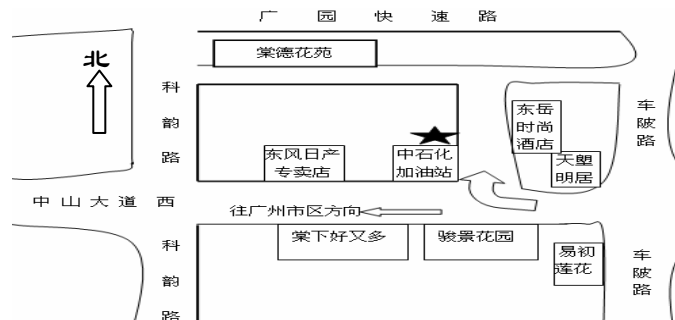 广园快速路
北
棠德花苑
科韵路
东岳时尚酒店
车陂路
东风日产
专卖店
中石化
加油站
天塱
明居
中山大道西
往广州市区方向
棠下好又多
骏景花园
易初
莲花
科韵路
车陂路